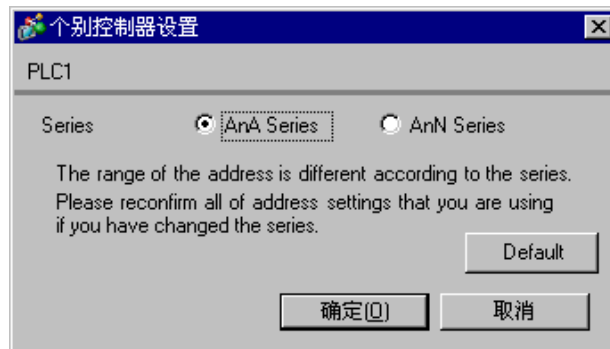 个别控制器设置
PLC1
Series AnA Series AnN Series
The range of the address is different according to the series.
Please reconfirm all of address settings that you are using
if you have changed the series.
Default
确定(O) 取消